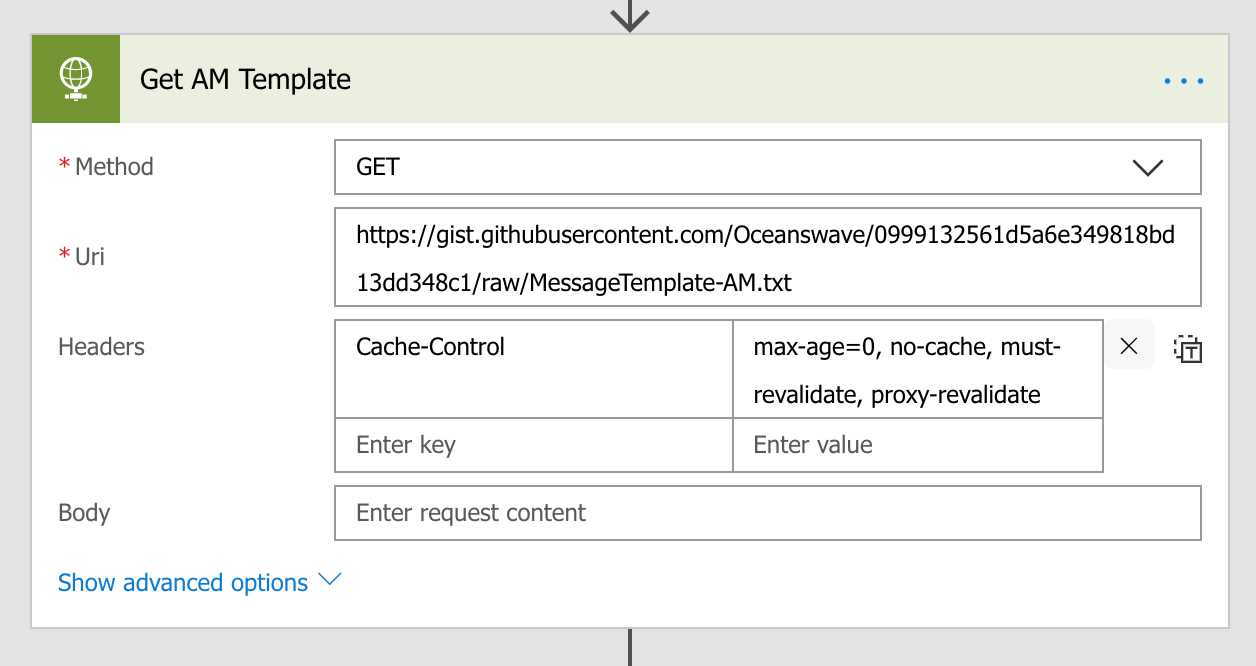 Get AM Template
* Method
GET
* Uri
https://gist.githubusercontent.com/Oceanswave/0999132561d5a6e349818bd
13dd348c1/raw/MessageTemplate-AM.txt
Headers
Cache-Control
max-age=0, no-cache, must-
revalidate, proxy-revalidate
Enter key
Enter value
Body
Enter request content
Show advanced options